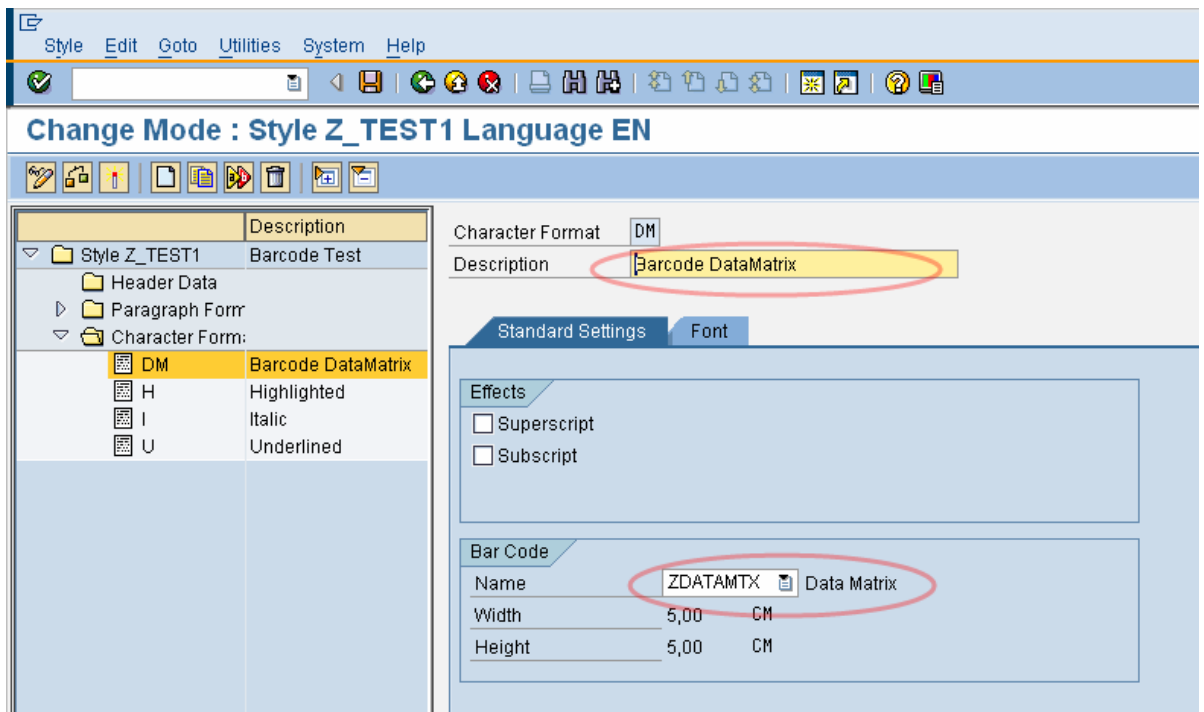 Style Edit Goto Utilities System Help
Change Mode : Style Z_TEST1 Language EN
Description
Style Z_TEST1 Barcode Test
Header Data
Paragraph Form
Character Form
DM Barcode DataMatrix
H Highlighted
I Italic
U Underlined
Character Format DM
Description Barcode DataMatrix
Standard Settings Font
Effects
Superscript
Subscript
Bar Code
Name ZDATAMTX Data Matrix
Width 5,00 CM
Height 5,00 CM